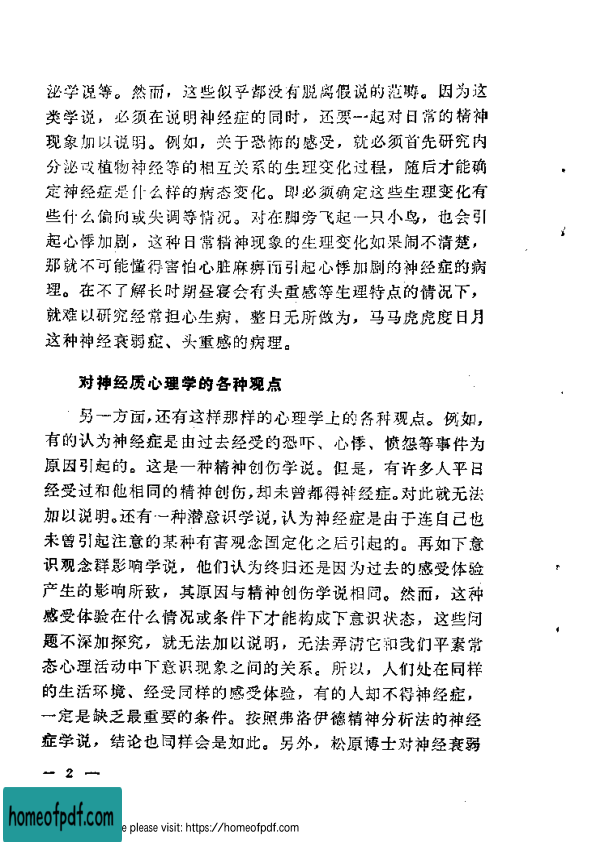 泌学说等。然而，这些似乎都没有脱离假说的范畴。因为这
类学说，必须在说明神经症的同时，还要一起对日常的精神
现象加以说明。例如，关于恐怖的感受，就必须首先研究内
分泌或植物神经等的相互关系的生理变化过程，随后才能确
定神经症是什么样的病态变化。即必须确定这些生理变化有
些什么偏向或失调等情况。对在脚旁飞起一只小鸟，也会引
起心悸加剧，这种日常精神现象的生理变化如果闹不清楚，
那就不可能懂得害怕心脏麻痹而引起心悸加剧的神经症的病
理。在不了解长时期昼寝会有头重感等生理特点的情况下，
就难以研究经常担心生病，整日无所做为，马马虎虎度日月
这种神经衰弱症、头重感的病理。
对神经质心理学的各种观点
另一方面，还有这样那样的心理学上的各种观点。例如，
有的认为神经症是由过去经受的恐吓、心悸、愤怨等事件为
原因引起的。这是一种精神创伤学说。但是，有许多人平日
经受过和他相同的精神创伤，却未曾都得神经症。对此就无法
加以说明。还有一种潜意识学说，认为神经症是由于连自己也
未曾引起注意的某种有害观念固定化之后引起的。再如下意
识观念群影响学说，他们认为终归还是因为过去的感受体验
产生的影响所致，其原因与精神创伤学说相同。然而，这种
感受体验在什么情况或条件下才能构成下意识状态，这些问
题不深加探究，就无法加以说明，无法弄清它和我们平素常
态心理活动中下意识现象之间的关系。所以，人们处在同样
的生活环境、经受同样的感受体验，有的人却不得神经症，
一定是缺乏最重要的条件。按照弗洛伊德精神分析法的神经
症学说，结论也同样会是如此。另外，松原博士对神经衰弱
— 2 —
homeofpdf.com
e please visit: https://homeofpdf.com